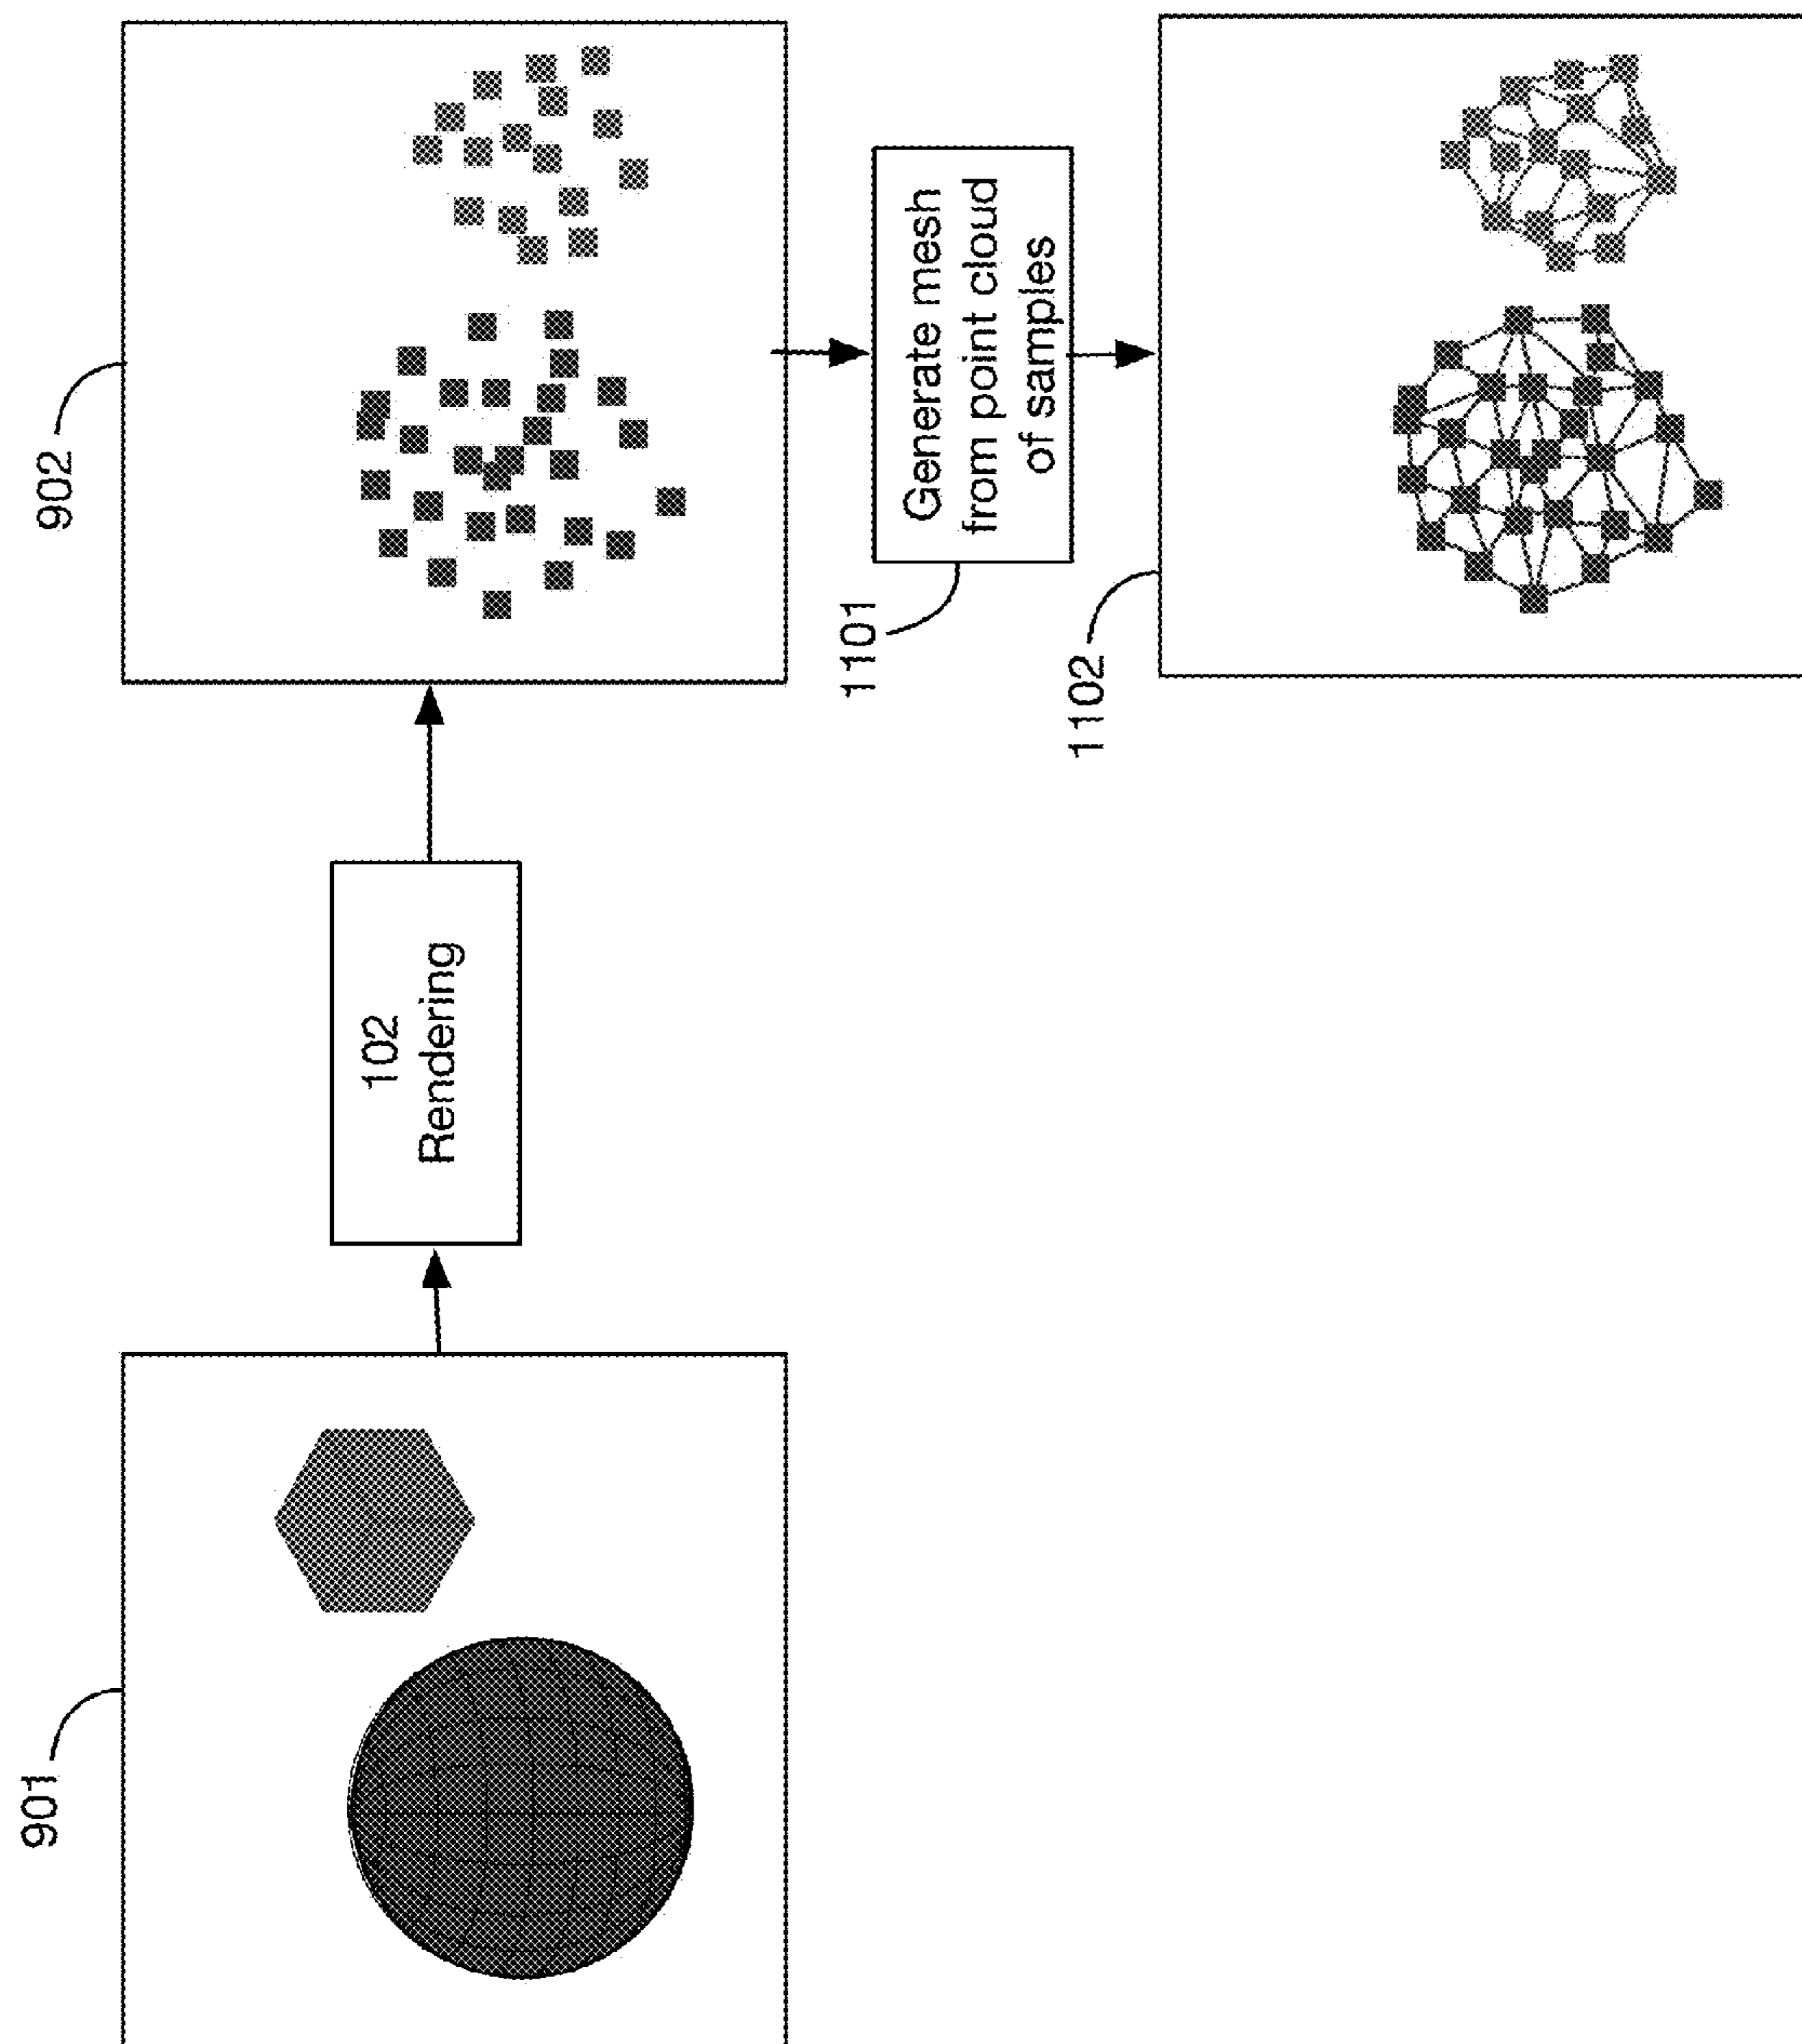 901
102
Rendering
902
1101
Generate mesh
from point cloud
of samples
1102